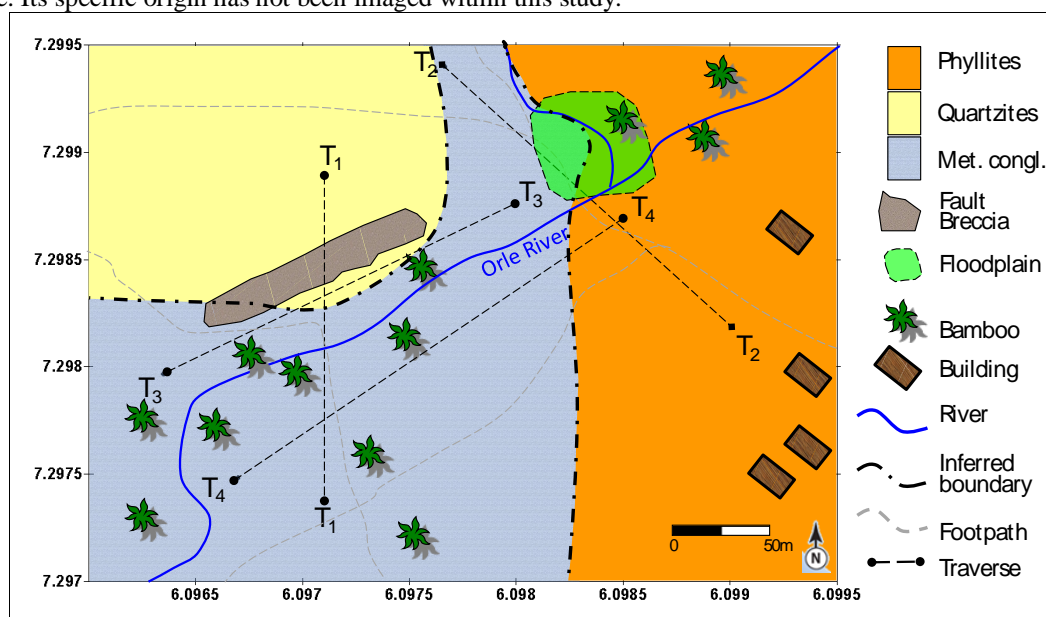 e. Its specific origin has not been imaged within this study.
7.2995
7.299
7.2985
7.298
7.2975
7.297
6.0965
6.097
6.0975
6.098
6.0985
6.099
6.0995
T2
T1
T3
T4
Orle River
T2
T3
T4
T1
0
50m
N
Phyllites
Quartzites
Met. congl.
Fault
Breccia
Floodplain
Bamboo
Building
River
Inferred
boundary
Footpath
Traverse